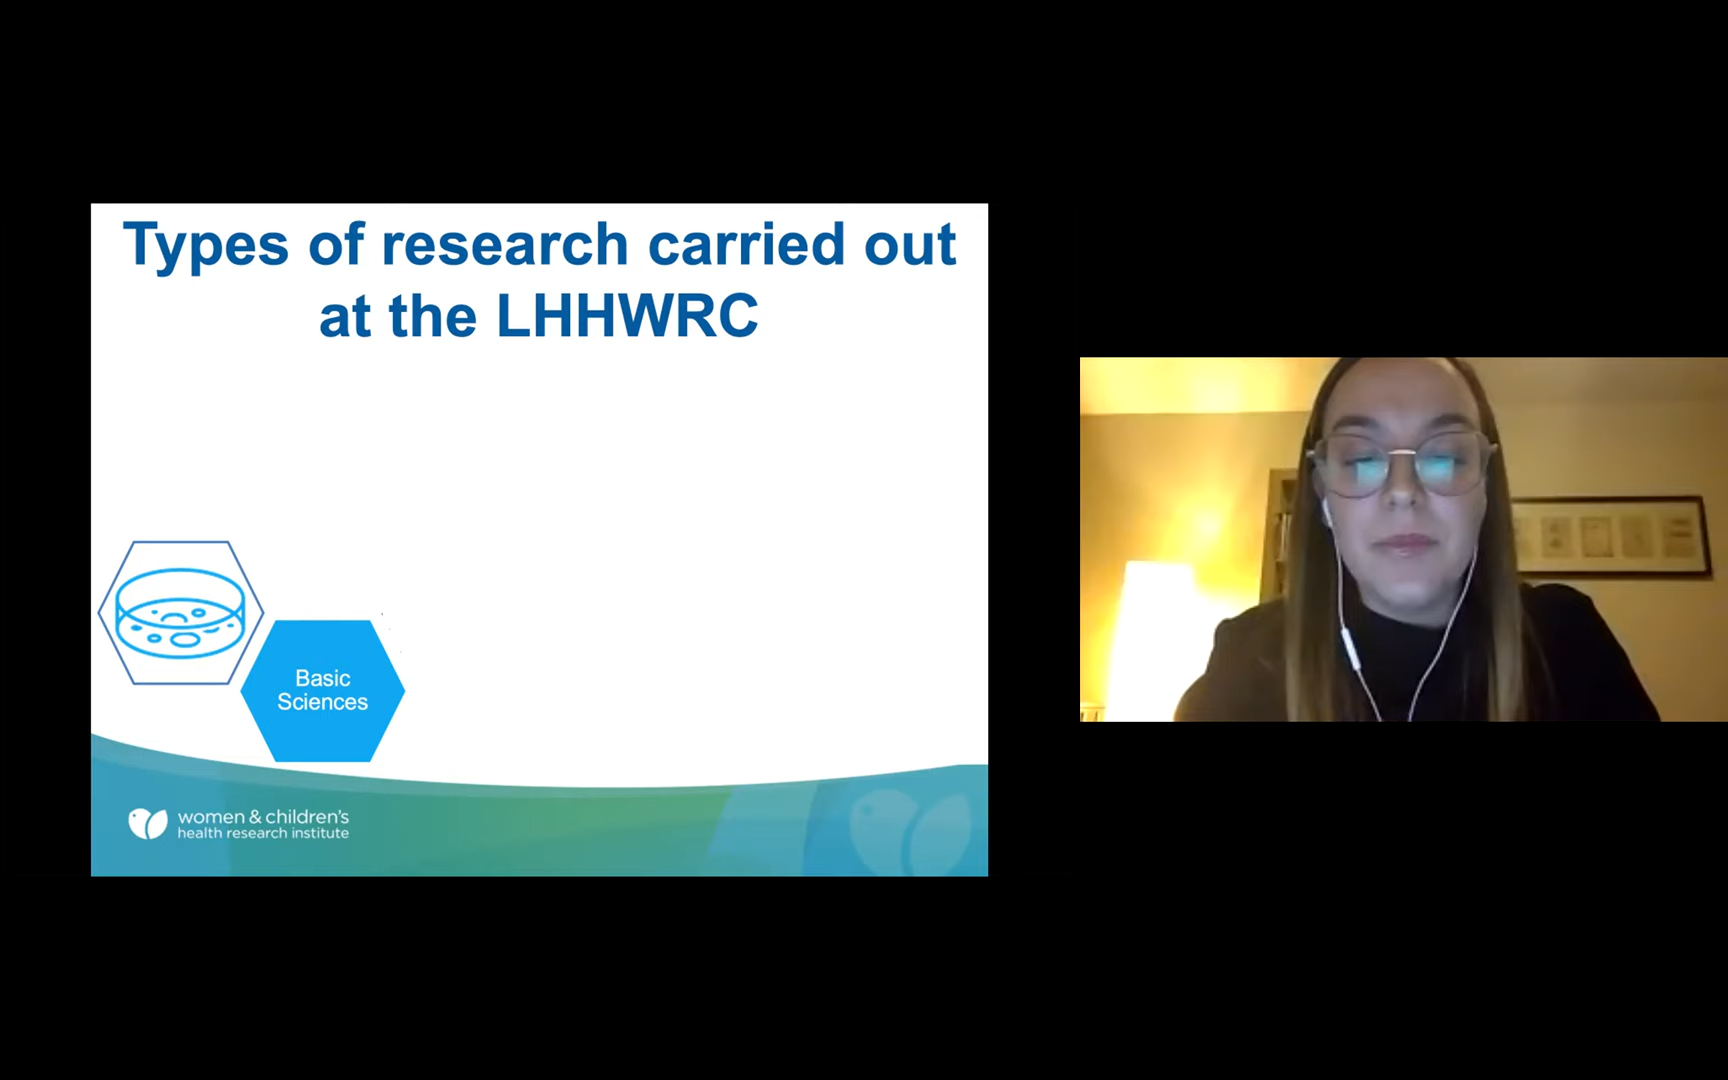 Types of research carried out
at the LHHWRC
Basic
Sciences
women & children's
health research institute